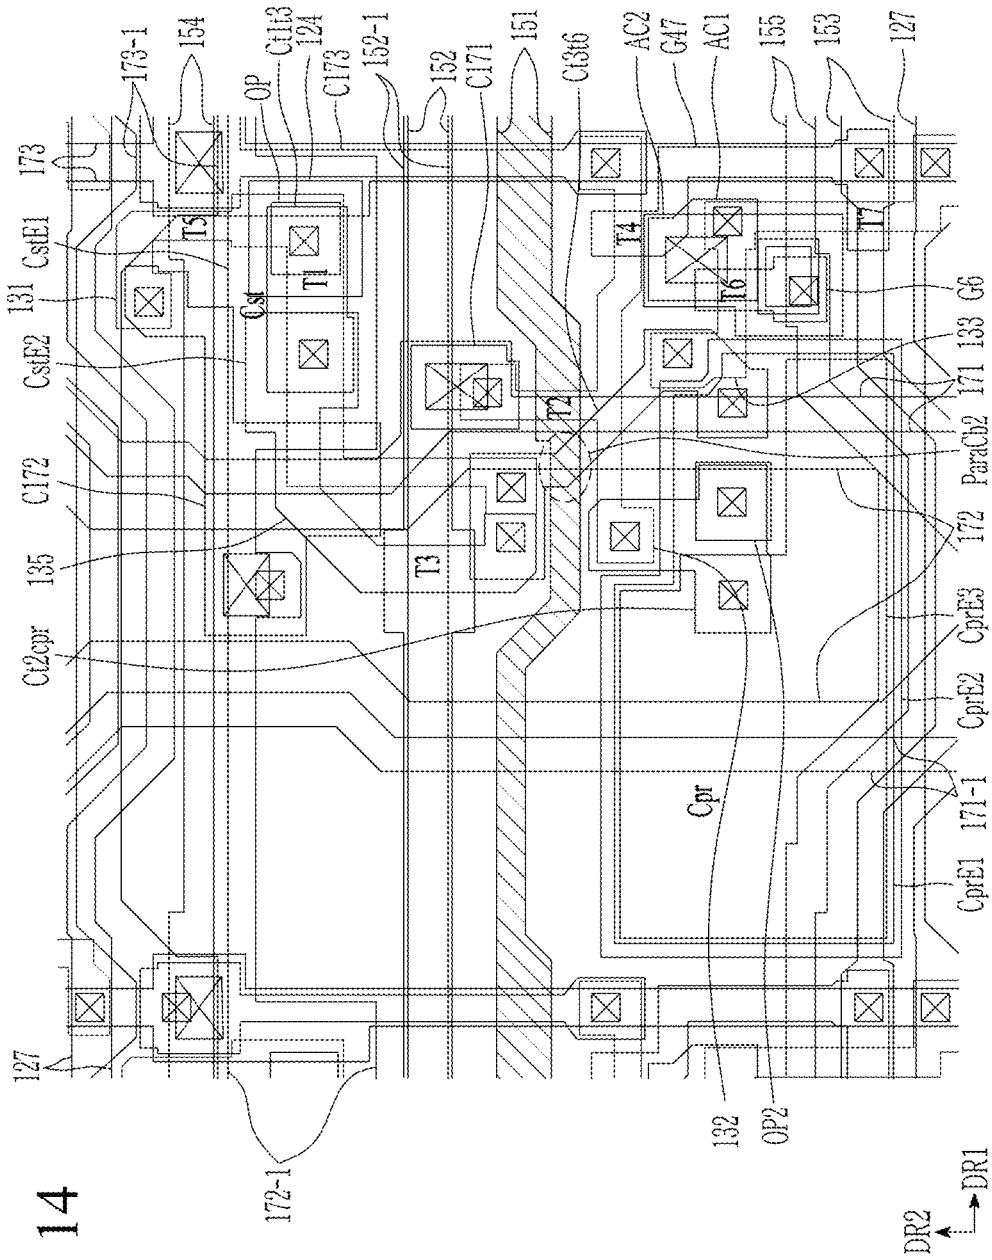 14
173
173-1
154
OP
Ct1t3
124
C173
152-1
152
C171
151
Ct3t6
AC2
G47
AC1
155
153
127
CstE1
131
CstE2
C172
135
Ct2cpr
T5
Cst
T1
T2
T3
T4
T6
T7
Cpr
G6
133
171
ParaCb2
172
CprE3
CprE2
171-1
CprE1
127
172-1
132
OP2
DR2
DR1